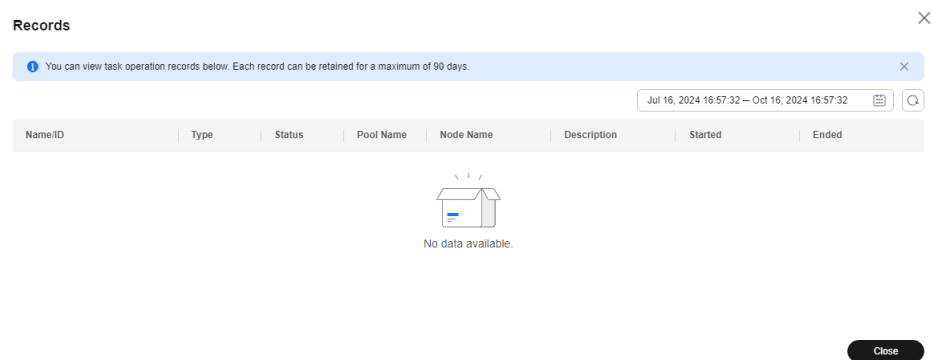 Records
You can view task operation records below. Each record can be retained for a maximum of 90 days.
Jul 16, 2024 16:57:32 — Oct 16, 2024 16:57:32
Name/ID Type Status Pool Name Node Name Description Started Ended
No data available.
Close